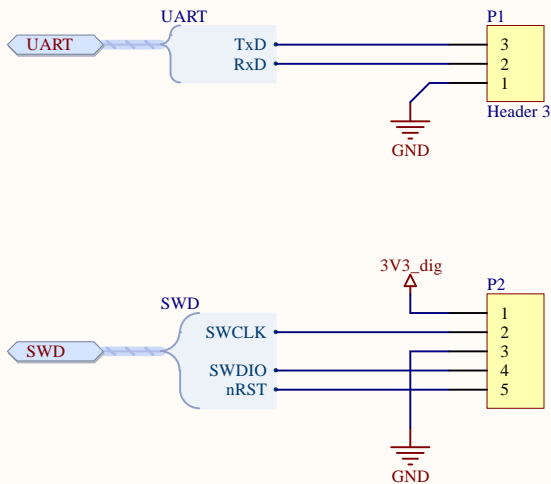 UART
P1
UART
TxD
3
RxD
2
1
Header 3
GND
3V3_dig
P2
SWD
1
SWCLK
2
SWD
3
SWDIO
4
nRST
5
GND